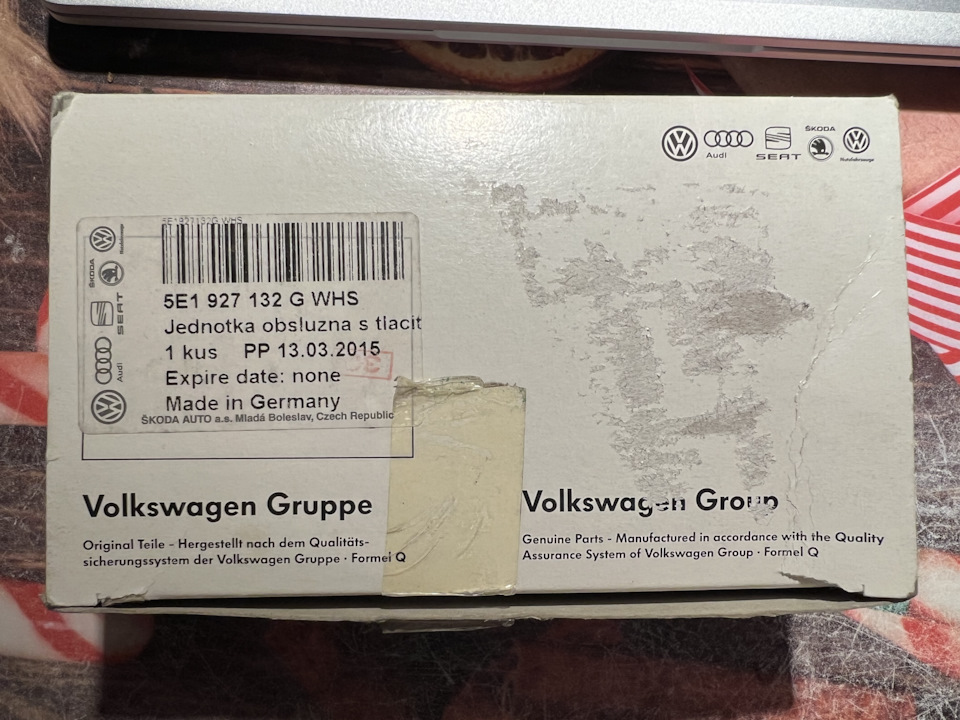 Audi
SEAT
ŠKODA
Nutzfahrzeuge
5E1927132G WHS
5E1 927 132 G WHS
Jednotka obsluzna s tlacit
1 kus PP 13.03.2015
Expire date: none
Made in Germany
ŠKODA AUTO a.s. Mladá Boleslav, Czech Republic
Audi
SEAT
ŠKODA
Volkswagen Gruppe
Original Teile - Hergestellt nach dem Qualitäts-
sicherungssystem der Volkswagen Gruppe · Formel Q
Volkswagen Group
Genuine Parts - Manufactured in accordance with the Quality
Assurance System of Volkswagen Group · Formel Q